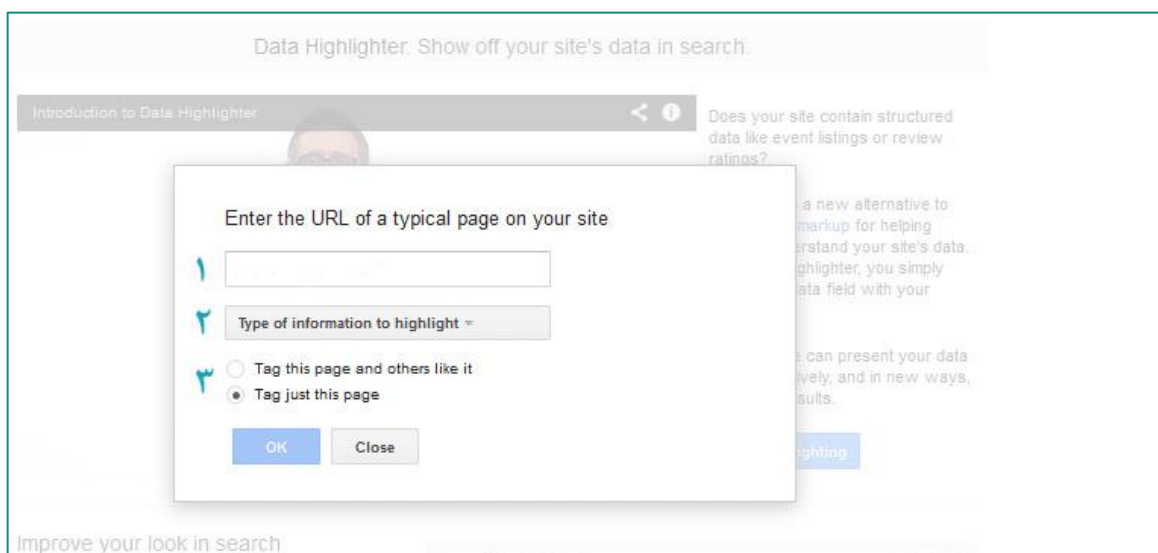 Data Highlighter. Show off your site's data in search.
Introduction to Data Highlighter
Does your site contain structured
data like event listings or review
ratings?
a new alternative to
markup for helping
erstand your site's data.
ghlighter, you simply
ata field with your
can present your data
ively, and in new ways,
sults.
ighting
Enter the URL of a typical page on your site
۱
۲ Type of information to highlight
۳ Tag this page and others like it
Tag just this page
OK Close
Improve your look in search